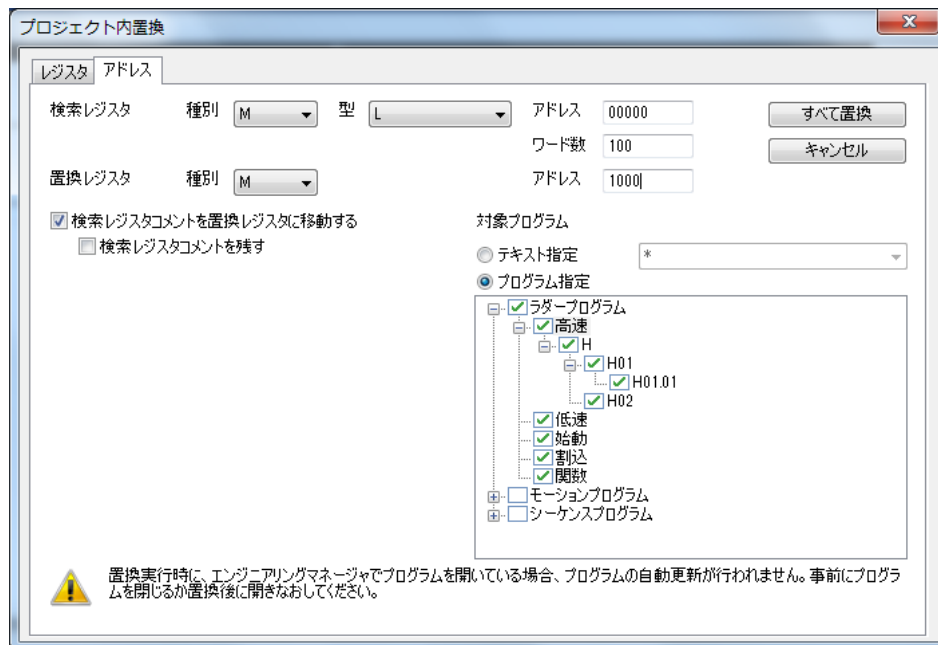 プロジェクト内置換
レジスタ アドレス
検索レジスタ 種別 M 型 L アドレス 00000 すべて置換
ワード数 100 キャンセル
置換レジスタ 種別 M アドレス 1000
検索レジスタコメントを置換レジスタに移動する
検索レジスタコメントを残す
対象プログラム
テキスト指定 *
プログラム指定
ラダープログラム
高速
H
H01
H01.01
H02
低速
始動
割込
関数
モーションプログラム
シーケンスプログラム
置換実行時に、エンジニアリングマネージャでプログラムを開いている場合、プログラムの自動更新が行われません。事前にプログラ
ムを閉じるか置換後に開きなおしてください。